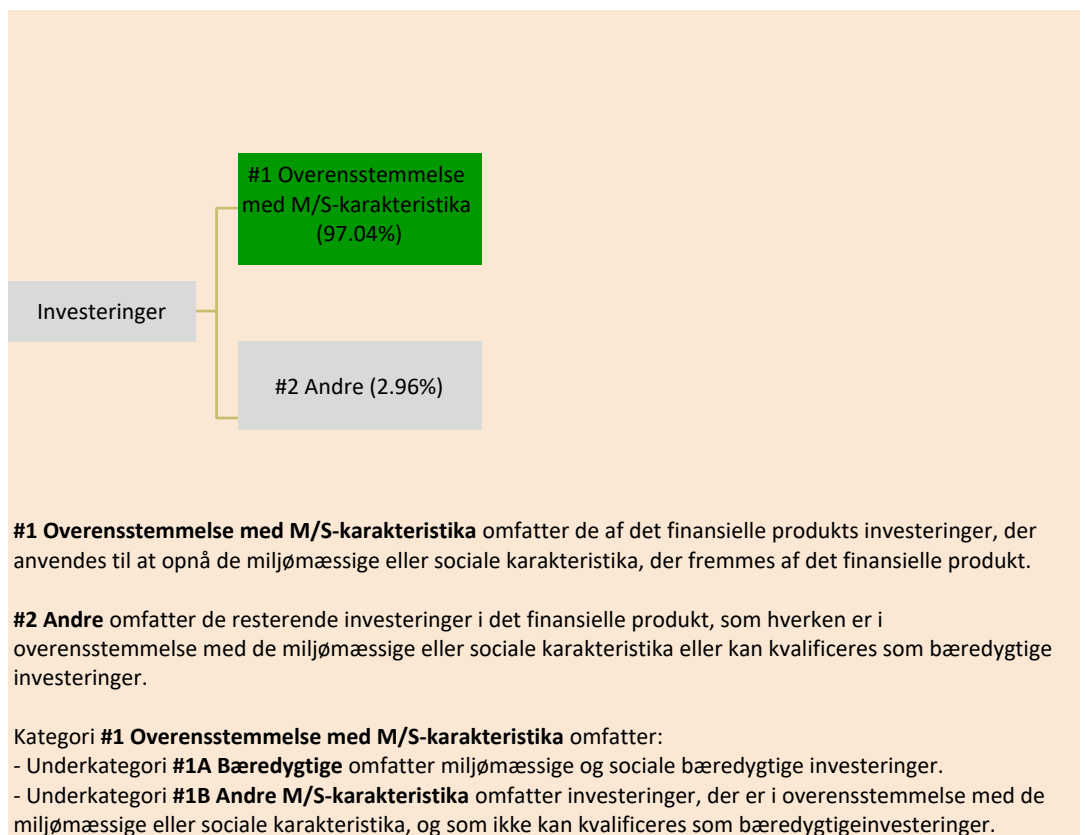 #1 Overensstemmelse
med M/S-karakteristika
(97.04%)
Investeringer
#2 Andre (2.96%)
#1 Overensstemmelse med M/S-karakteristika omfatter de af det finansielle produkts investeringer, der
anvendes til at opnå de miljømæssige eller sociale karakteristika, der fremmes af det finansielle produkt.
#2 Andre omfatter de resterende investeringer i det finansielle produkt, som hverken er i
overensstemmelse med de miljømæssige eller sociale karakteristika eller kan kvalificeres som bæredygtige
investeringer.
Kategori #1 Overensstemmelse med M/S-karakteristika omfatter:
- Underkategori #1A Bæredygtige omfatter miljømæssige og sociale bæredygtige investeringer.
- Underkategori #1B Andre M/S-karakteristika omfatter investeringer, der er i overensstemmelse med de
miljømæssige eller sociale karakteristika, og som ikke kan kvalificeres som bæredygtigeinvesteringer.